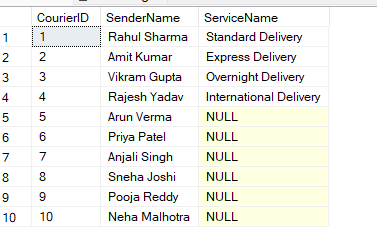 CourierID SenderName ServiceName
1 1 Rahul Sharma Standard Delivery
2 2 Amit Kumar Express Delivery
3 3 Vikram Gupta Overnight Delivery
4 4 Rajesh Yadav International Delivery
5 5 Arun Verma NULL
6 6 Priya Patel NULL
7 7 Anjali Singh NULL
8 8 Sneha Joshi NULL
9 9 Pooja Reddy NULL
10 10 Neha Malhotra NULL